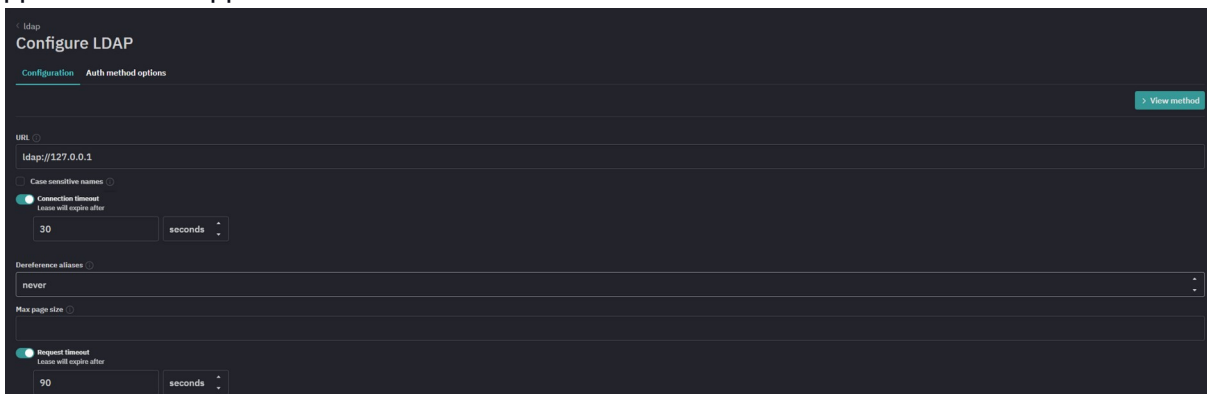 < ldap
Configure LDAP
Configuration Auth method options
> View method
URL
ldap://127.0.0.1
Case sensitive names
Connection timeout
Lease will expire after
30 seconds
Dereference aliases
never
Max page size
Request timeout
Lease will expire after
90 seconds